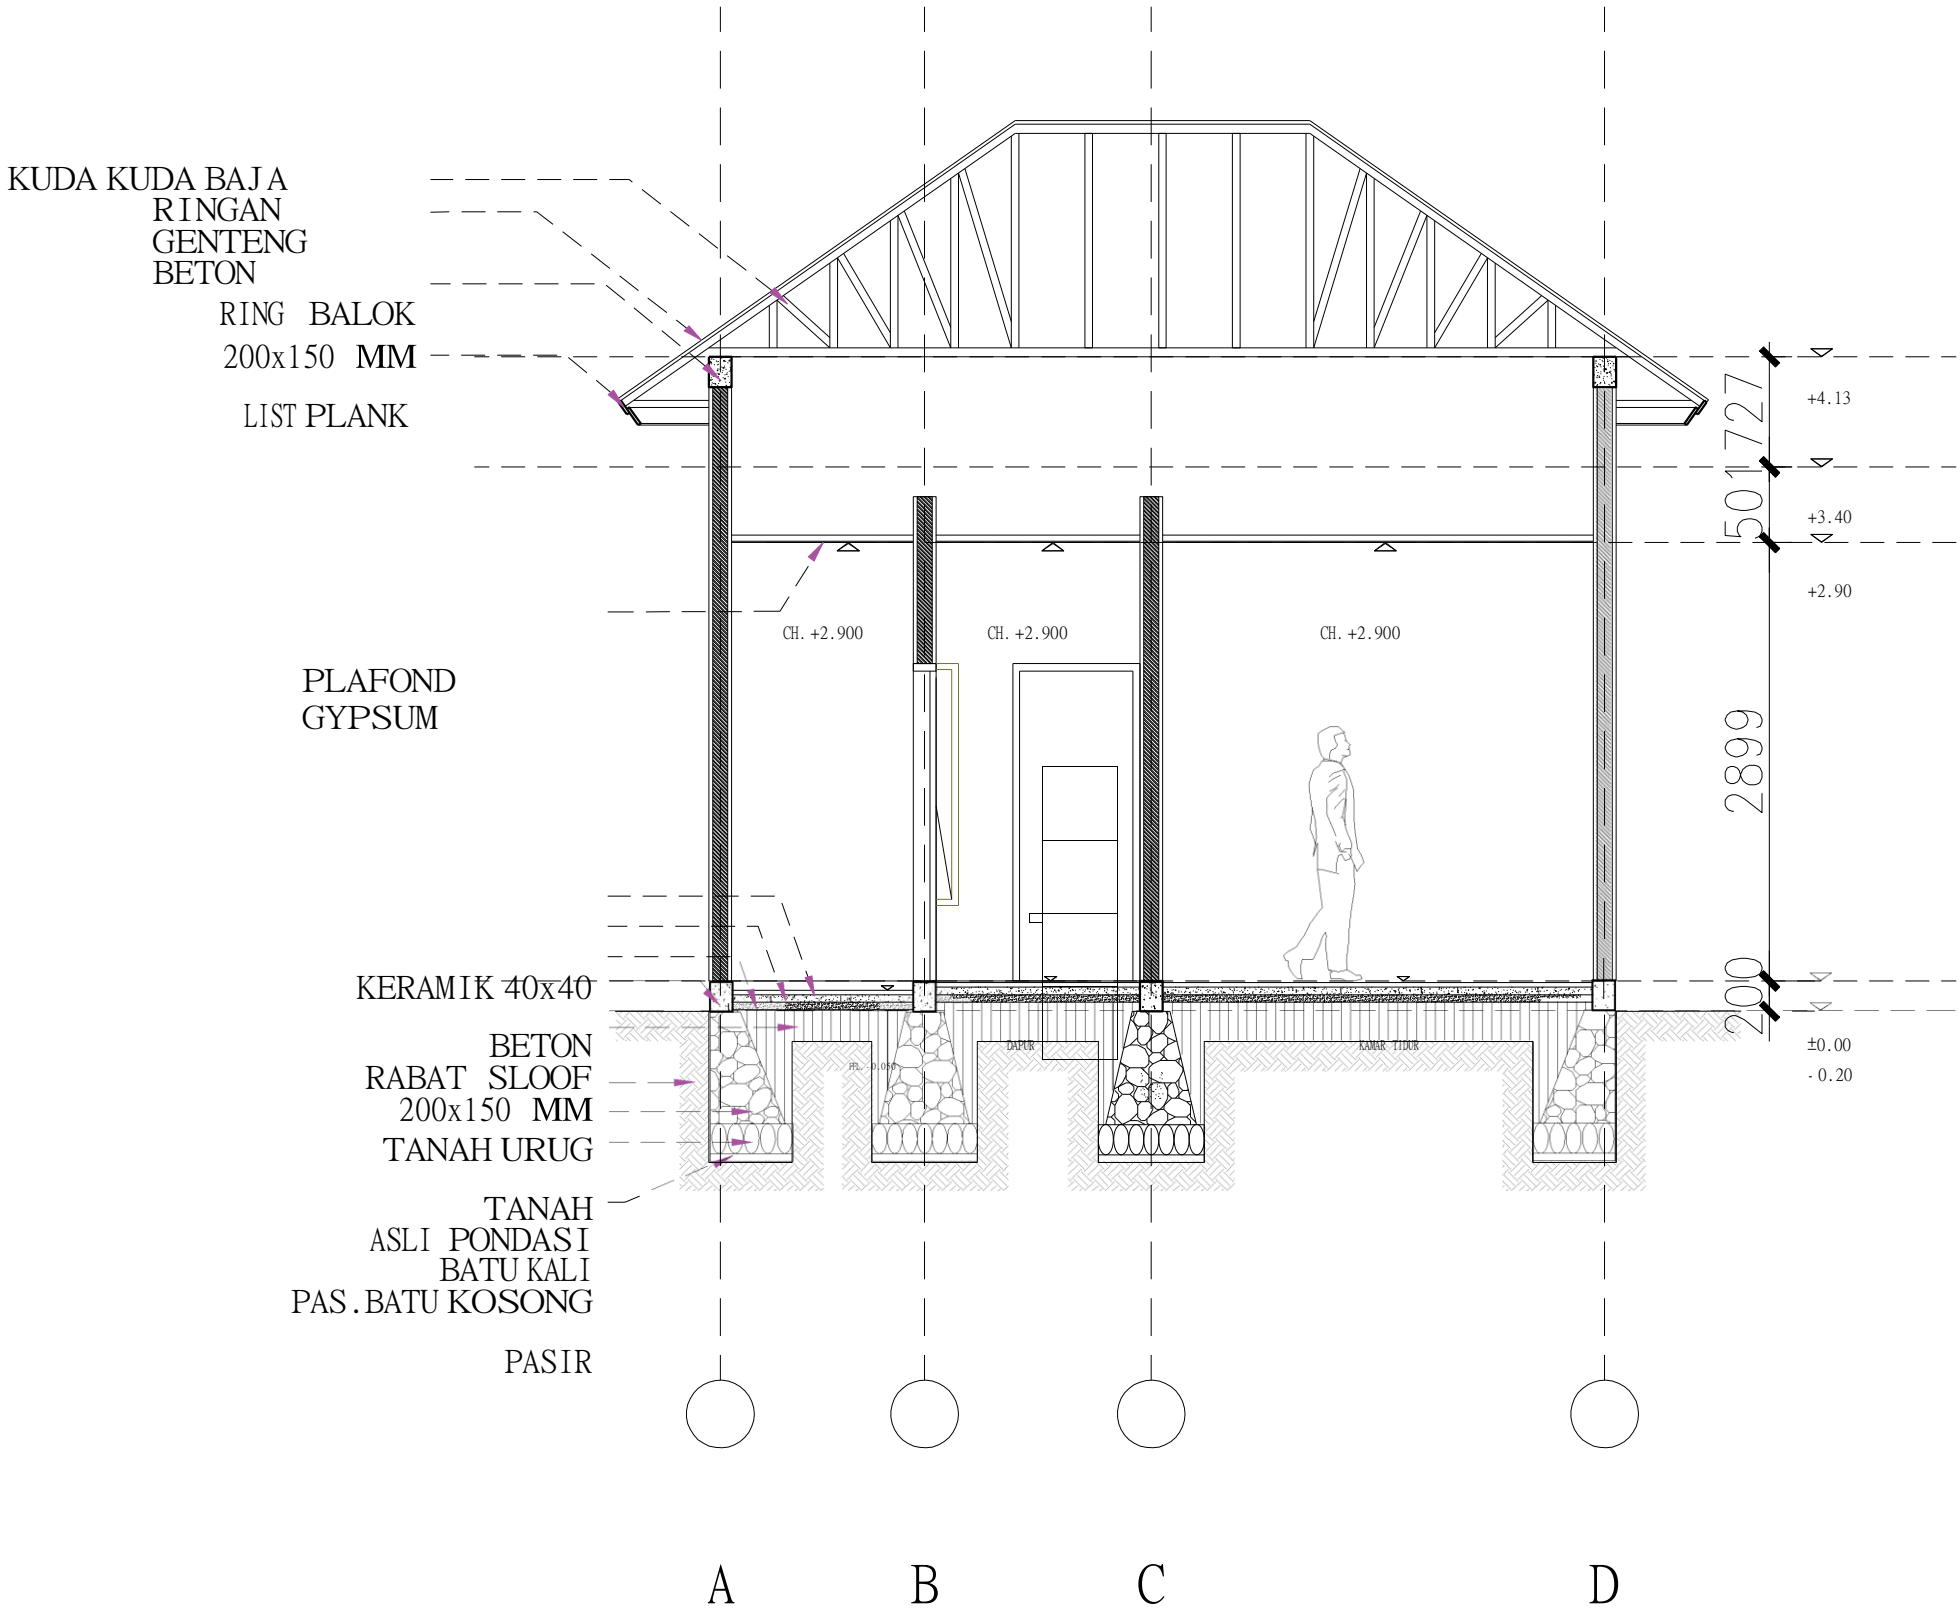 KUDA KUDA BAJA
RINGAN
GENTENG
BETON
RING BALOK
200x150 MM
LIST PLANK
727
+4.13
501
+3.40
+2.90
CH. +2.900
CH. +2.900
CH. +2.900
PLAFOND
GYPSUM
2899
KERAMIK 40x40
200
BETON
RABAT SLOOF
200x150 MM
TANAH URUG
FFL. -0.050
DAPUR
KAMAR TIDUR
±0.00
-0.20
TANAH
ASLI PONDASI
BATU KALI
PAS.BATU KOSONG
PASIR
A
B
C
D